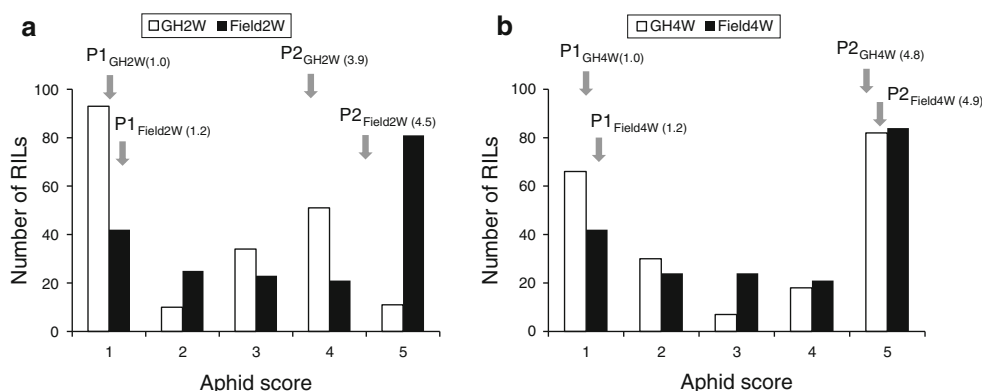 a
GH2W Field2W
P1GH2W(1.0)
P2GH2W (3.9)
P1Field2W (1.2)
P2Field2W (4.5)
100
80
60
40
20
0
Number of RILs
1 2 3 4 5
Aphid score
b
GH4W Field4W
P1GH4W(1.0)
P2GH4W (4.8)
P1Field4W (1.2)
P2Field4W (4.9)
100
80
60
40
20
0
Number of RILs
1 2 3 4 5
Aphid score